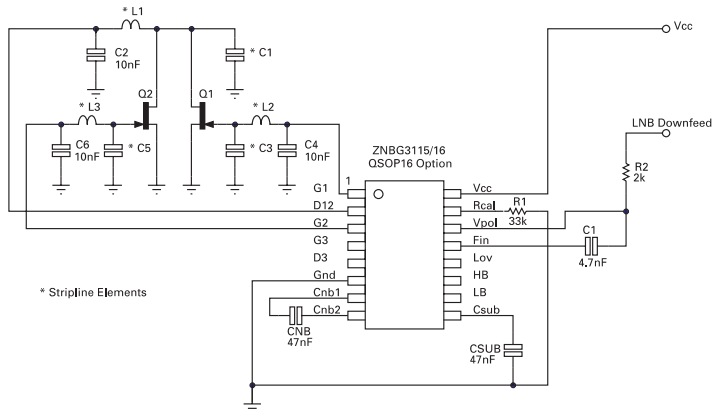 * L1
Vcc
C2
10nF
* C1
Q2
Q1
* L3
* L2
LNB Downfeed
C6
10nF
* C5
* C3
C4
10nF
ZNBG3115/16
QSOP16 Option
R2
2k
G1
1
Vcc
D12
Rcal
R1
33k
G2
Vpol
G3
Fin
C1
4.7nF
D3
Lov
Gnd
HB
* Stripline Elements
Cnb1
LB
Cnb2
Csub
CNB
47nF
CSUB
47nF